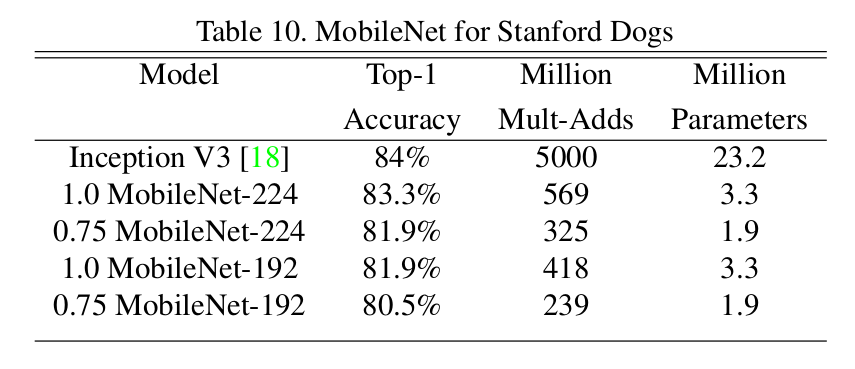 Table 10. MobileNet for Stanford Dogs
Model Top-1 Million Million
Accuracy Mult-Adds Parameters
Inception V3 [18] 84% 5000 23.2
1.0 MobileNet-224 83.3% 569 3.3
0.75 MobileNet-224 81.9% 325 1.9
1.0 MobileNet-192 81.9% 418 3.3
0.75 MobileNet-192 80.5% 239 1.9